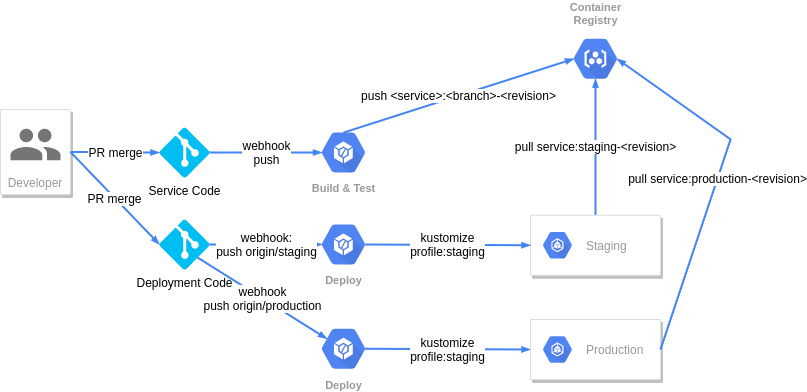 Container
Registry
push <service>:<branch>-<revision>
PR merge
webhook
push
pull service:staging-<revision>
Developer
Service Code
Build & Test
pull service:production-<revision>
PR merge
webhook:
push origin/staging
kustomize
profile:staging
Staging
Deployment Code
Deploy
webhook
push origin/production
kustomize
profile:staging
Production
Deploy